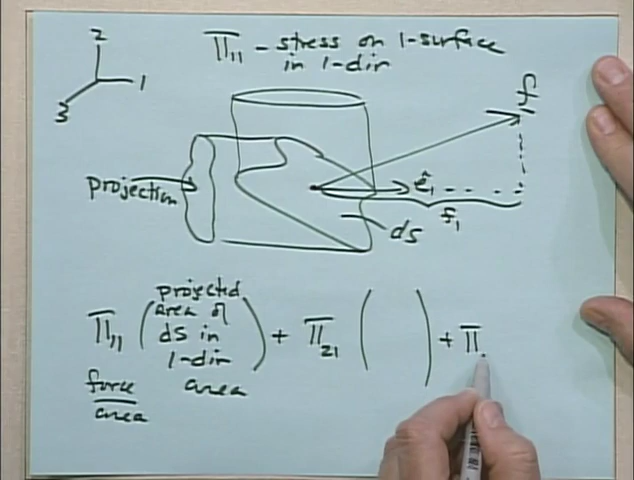 2
1
3
Π11 - stress on 1-surface
in 1-dir
f
projection
ê1
f1
ds
Π11 ( projected area of ds in 1-dir ) + Π21 ( ) + Π
force
area
area